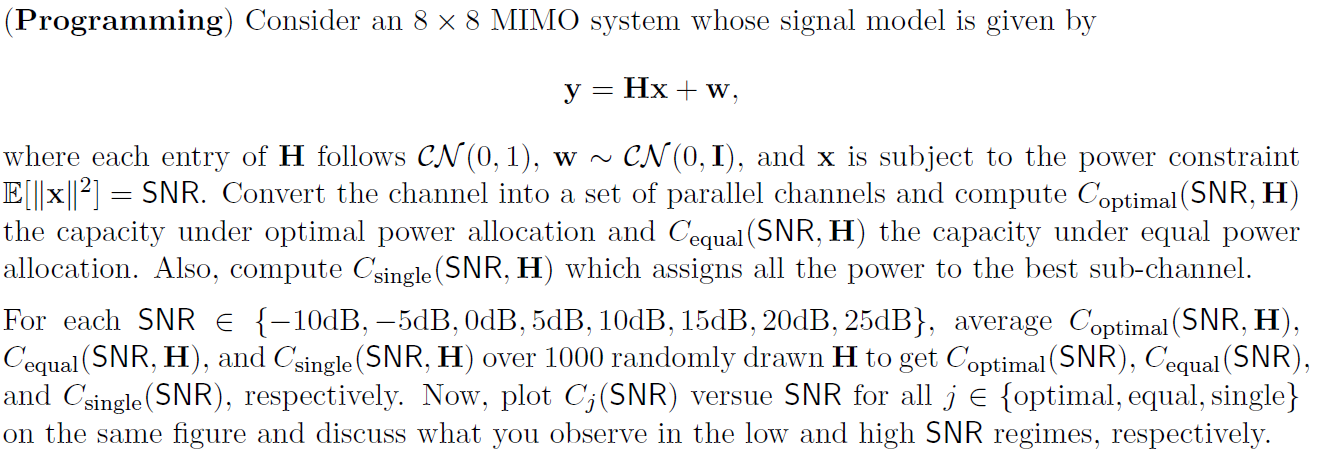 (Programming) Consider an 8 × 8 MIMO system whose signal model is given by
y = Hx + w,
where each entry of H follows 𝒞𝒩(0, 1), w ∼ 𝒞𝒩(0, I), and x is subject to the power constraint
𝔼[‖x‖²] = SNR. Convert the channel into a set of parallel channels and compute C_optimal(SNR, H)
the capacity under optimal power allocation and C_equal(SNR, H) the capacity under equal power
allocation. Also, compute C_single(SNR, H) which assigns all the power to the best sub-channel.
For each SNR ∈ {−10dB, −5dB, 0dB, 5dB, 10dB, 15dB, 20dB, 25dB}, average C_optimal(SNR, H),
C_equal(SNR, H), and C_single(SNR, H) over 1000 randomly drawn H to get C_optimal(SNR), C_equal(SNR),
and C_single(SNR), respectively. Now, plot C_j(SNR) versue SNR for all j ∈ {optimal, equal, single}
on the same figure and discuss what you observe in the low and high SNR regimes, respectively.